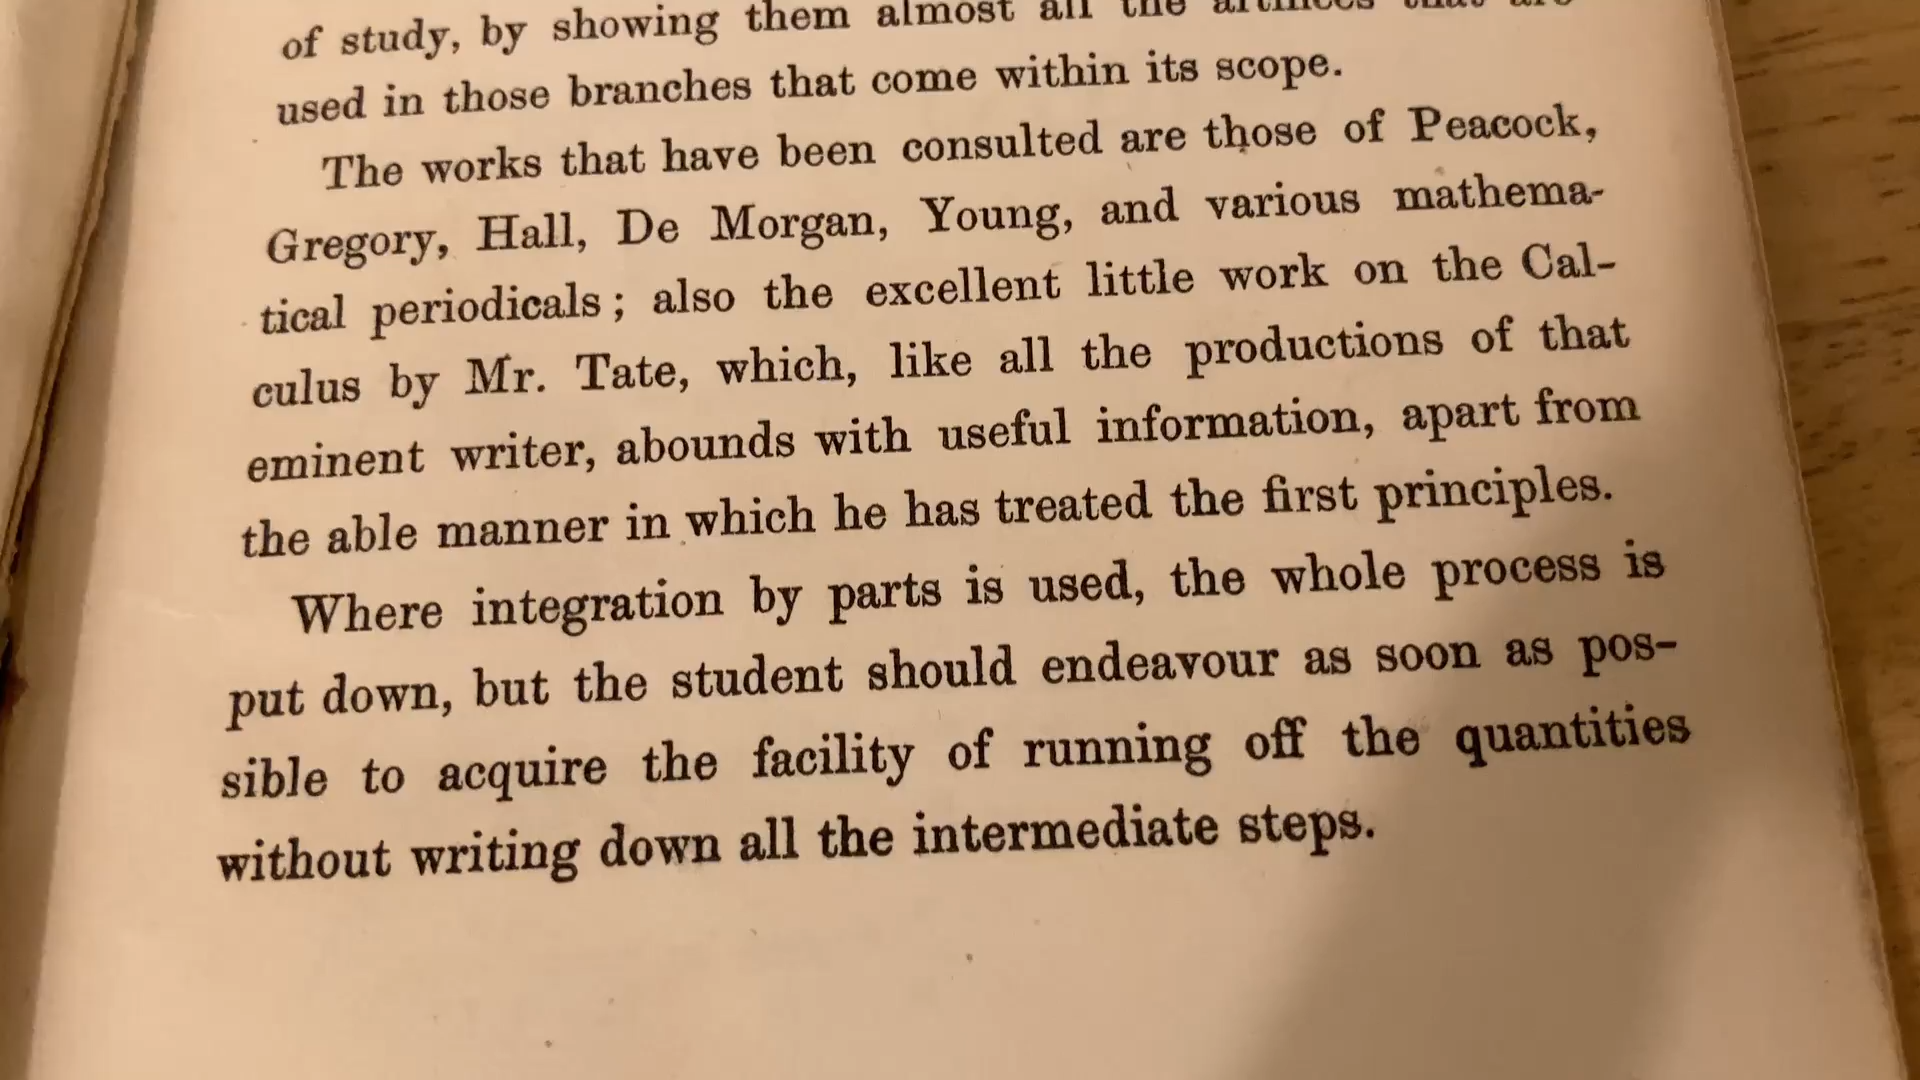 of study, by showing them almost all the artifices that are
used in those branches that come within its scope.
The works that have been consulted are those of Peacock,
Gregory, Hall, De Morgan, Young, and various mathema-
tical periodicals; also the excellent little work on the Cal-
culus by Mr. Tate, which, like all the productions of that
eminent writer, abounds with useful information, apart from
the able manner in which he has treated the first principles.
Where integration by parts is used, the whole process is
put down, but the student should endeavour as soon as pos-
sible to acquire the facility of running off the quantities
without writing down all the intermediate steps.